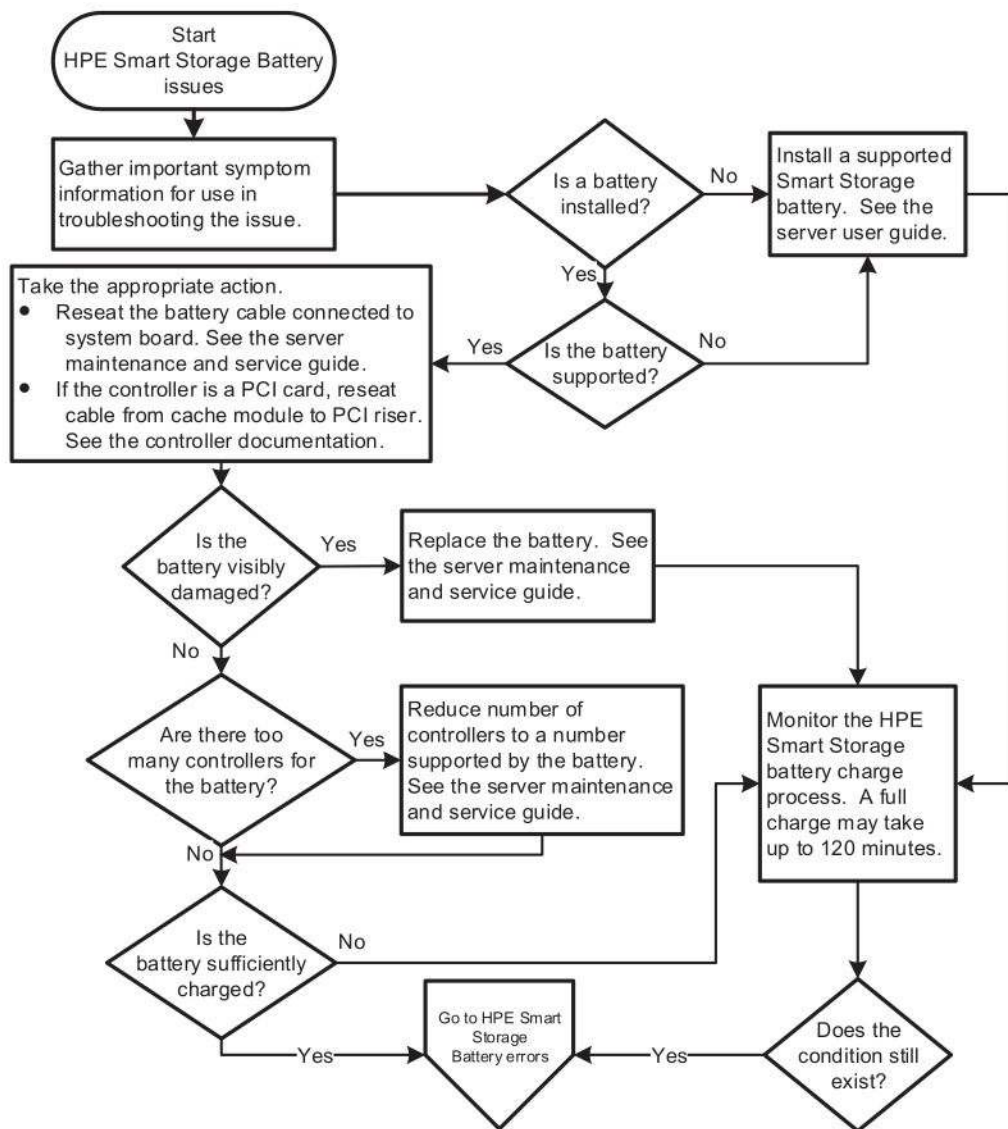 Start
HPE Smart Storage Battery
issues
Gather important symptom
information for use in
troubleshooting the issue.
Is a battery
installed?
No
Install a supported
Smart Storage
battery. See the
server user guide.
Yes
Take the appropriate action.
● Reseat the battery cable connected to
system board. See the server
maintenance and service guide.
● If the controller is a PCI card, reseat
cable from cache module to PCI riser.
See the controller documentation.
Yes
Is the battery
supported?
No
Is the
battery visibly
damaged?
Yes
Replace the battery. See
the server maintenance
and service guide.
No
Are there too
many controllers for
the battery?
Yes
Reduce number of
controllers to a number
supported by the battery.
See the server maintenance
and service guide.
Monitor the HPE
Smart Storage
battery charge
process. A full
charge may take
up to 120 minutes.
No
Is the
battery sufficiently
charged?
No
Yes
Go to HPE Smart
Storage
Battery errors
Yes
Does the
condition still
exist?